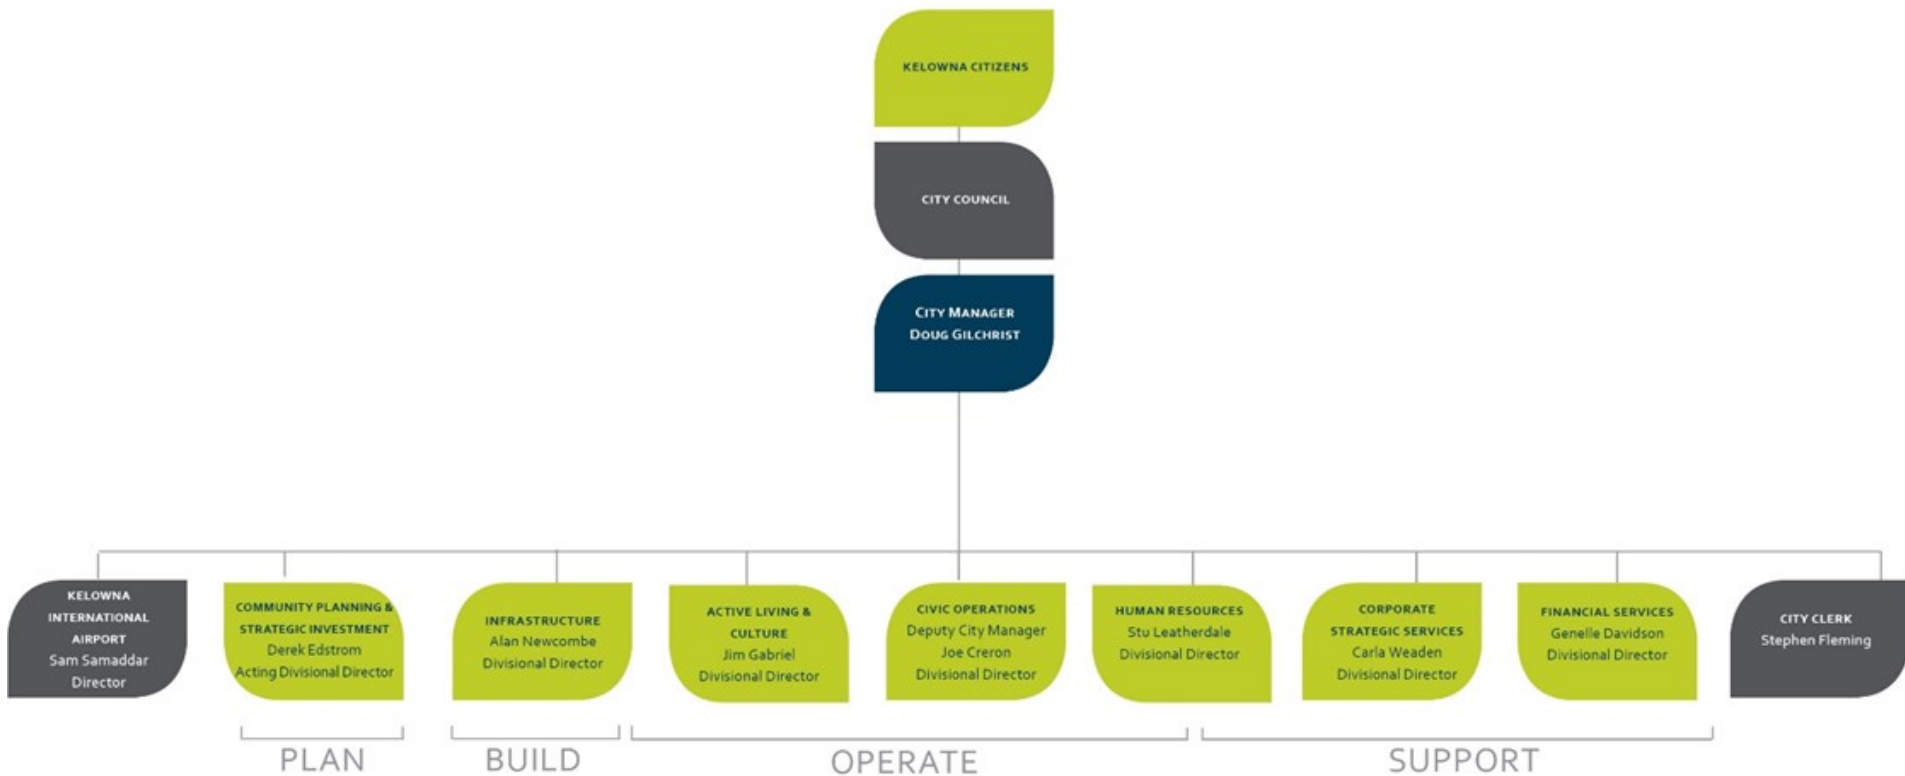 KELOWNA CITIZENS
CITY COUNCIL
CITY MANAGER
DOUG GILCHRIST
KELOWNA
INTERNATIONAL
AIRPORT
Sam Samaddar
Director
COMMUNITY PLANNING &
STRATEGIC INVESTMENT
Derek Edstrom
Acting Divisional Director
INFRASTRUCTURE
Alan Newcombe
Divisional Director
ACTIVE LIVING &
CULTURE
Jim Gabriel
Divisional Director
CIVIC OPERATIONS
Deputy City Manager
Joe Creron
Divisional Director
HUMAN RESOURCES
Stu Leatherdale
Divisional Director
CORPORATE
STRATEGIC SERVICES
Carla Weaden
Divisional Director
FINANCIAL SERVICES
Genelle Davidson
Divisional Director
CITY CLERK
Stephen Fleming
PLAN
BUILD
OPERATE
SUPPORT